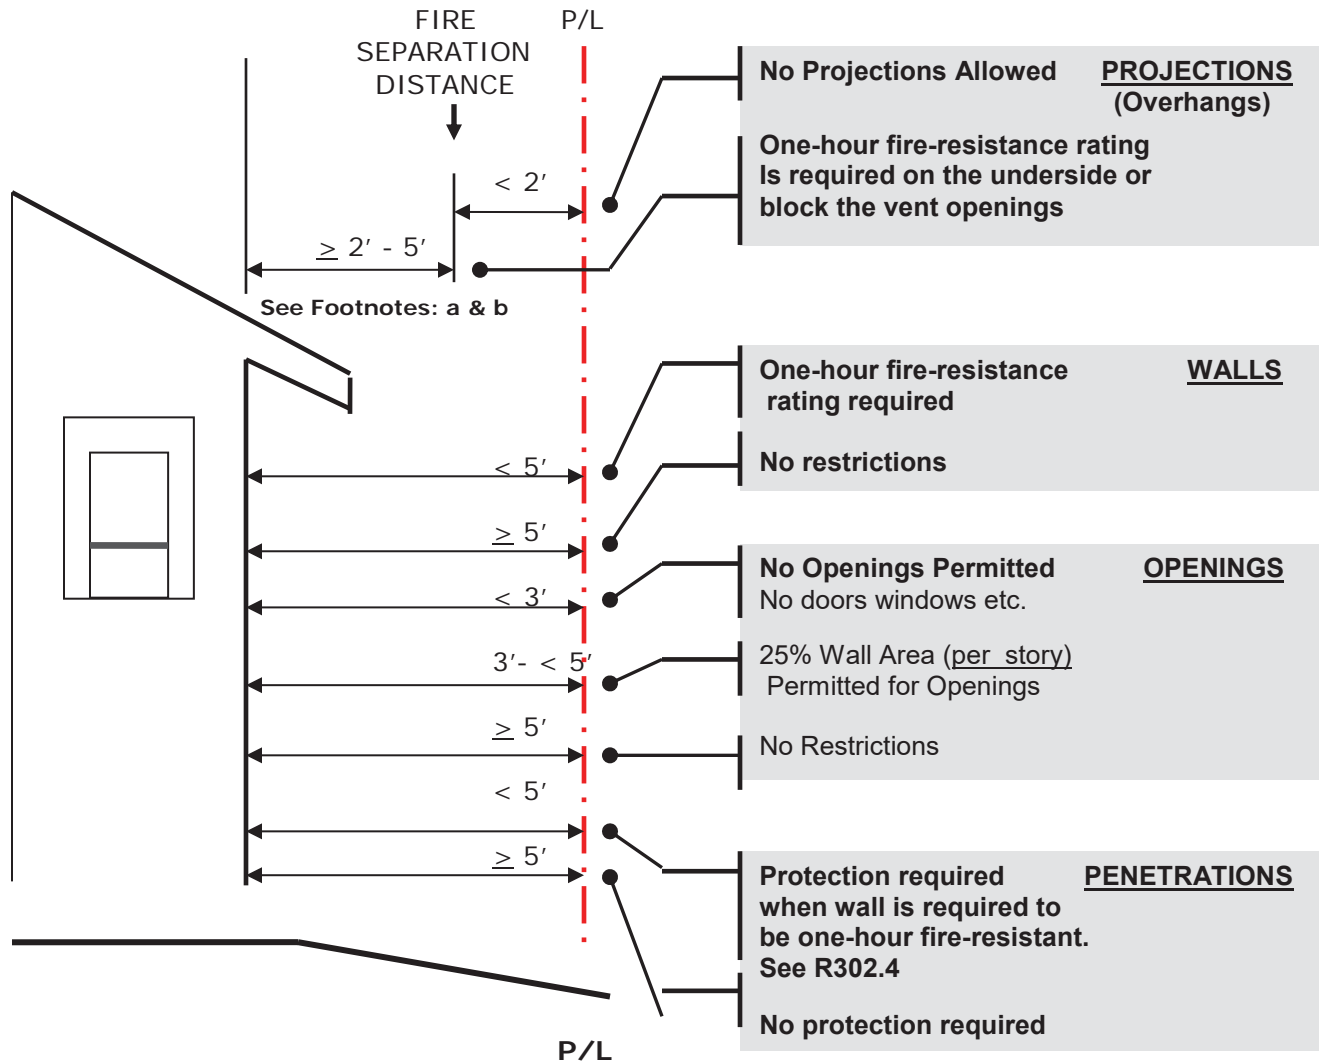 FIRE
SEPARATION
DISTANCE
P/L
< 2'
≥ 2' - 5'
See Footnotes: a & b
No Projections Allowed PROJECTIONS
(Overhangs)
One-hour fire-resistance rating
Is required on the underside or
block the vent openings
< 5'
≥ 5'
One-hour fire-resistance WALLS
rating required
No restrictions
< 3'
3'- < 5'
≥ 5'
No Openings Permitted OPENINGS
No doors windows etc.
25% Wall Area (per story)
Permitted for Openings
No Restrictions
< 5'
≥ 5'
Protection required PENETRATIONS
when wall is required to
be one-hour fire-resistant.
See R302.4
No protection required
P/L